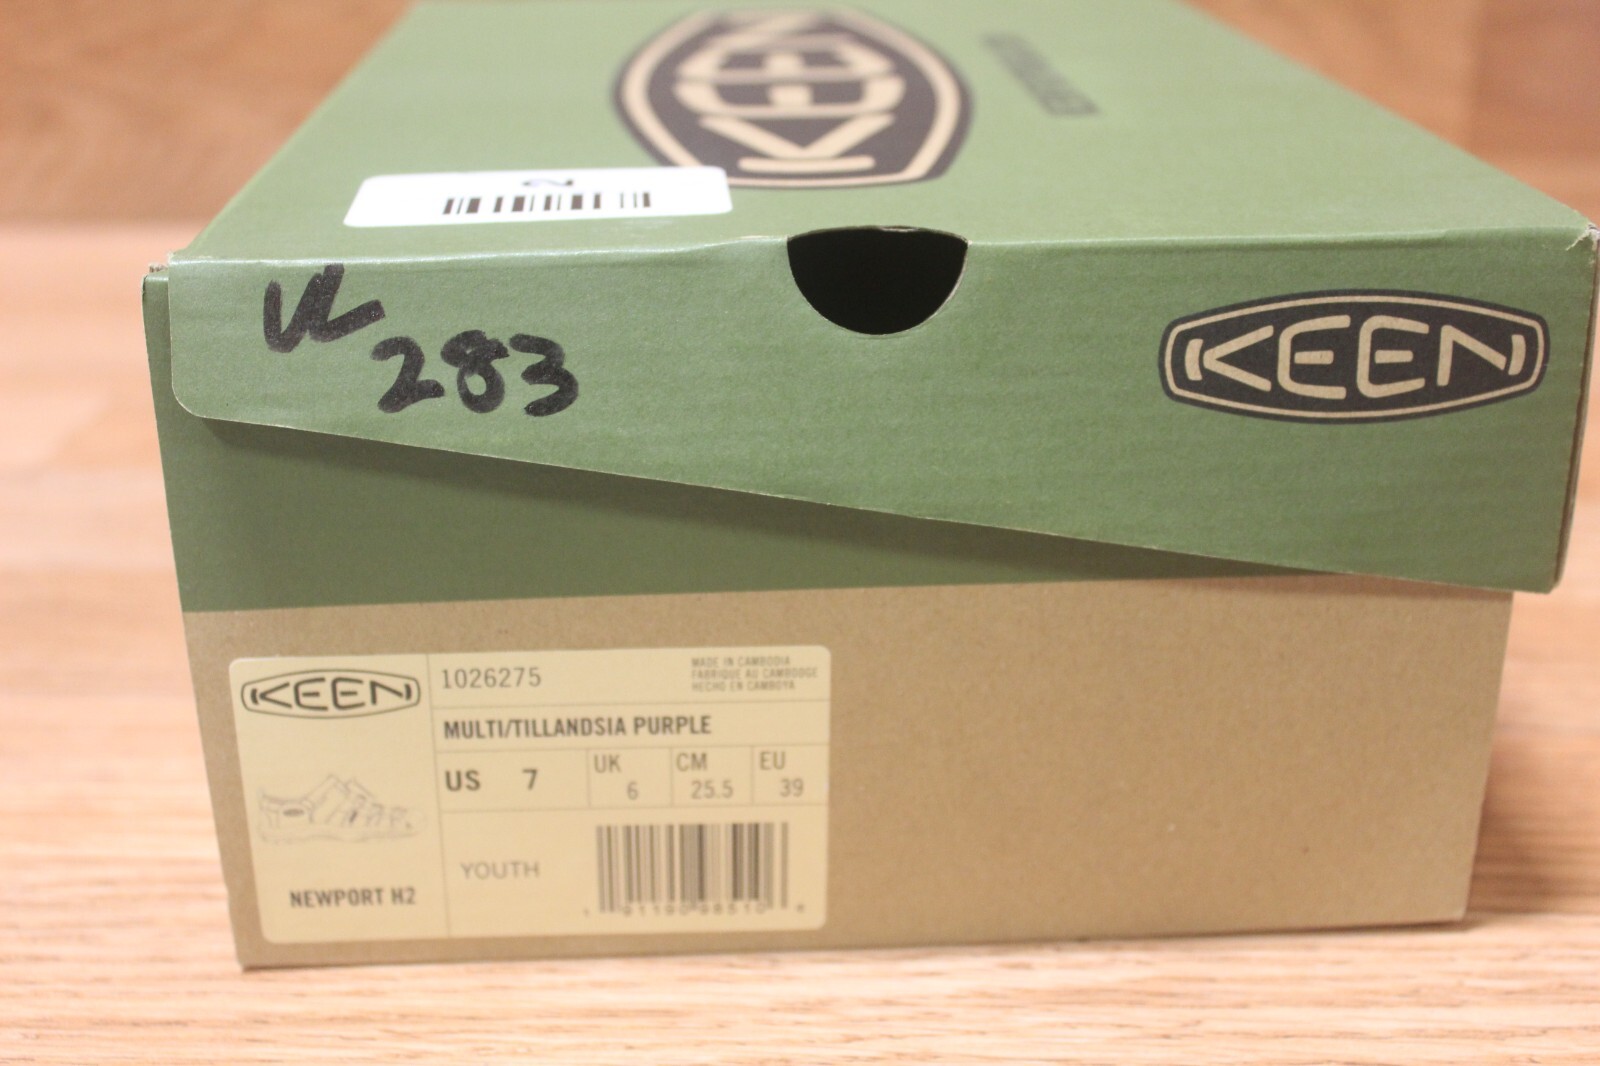 KEEN
VL
283
KEEN
KEEN
1026275
MADE IN CAMBODIA
FABRIQUE AU CAMBODGE
HECHO EN CAMBOYA
MULTI/TILLANDSIA PURPLE
US 7
UK 6
CM 25.5
EU 39
YOUTH
NEWPORT H2